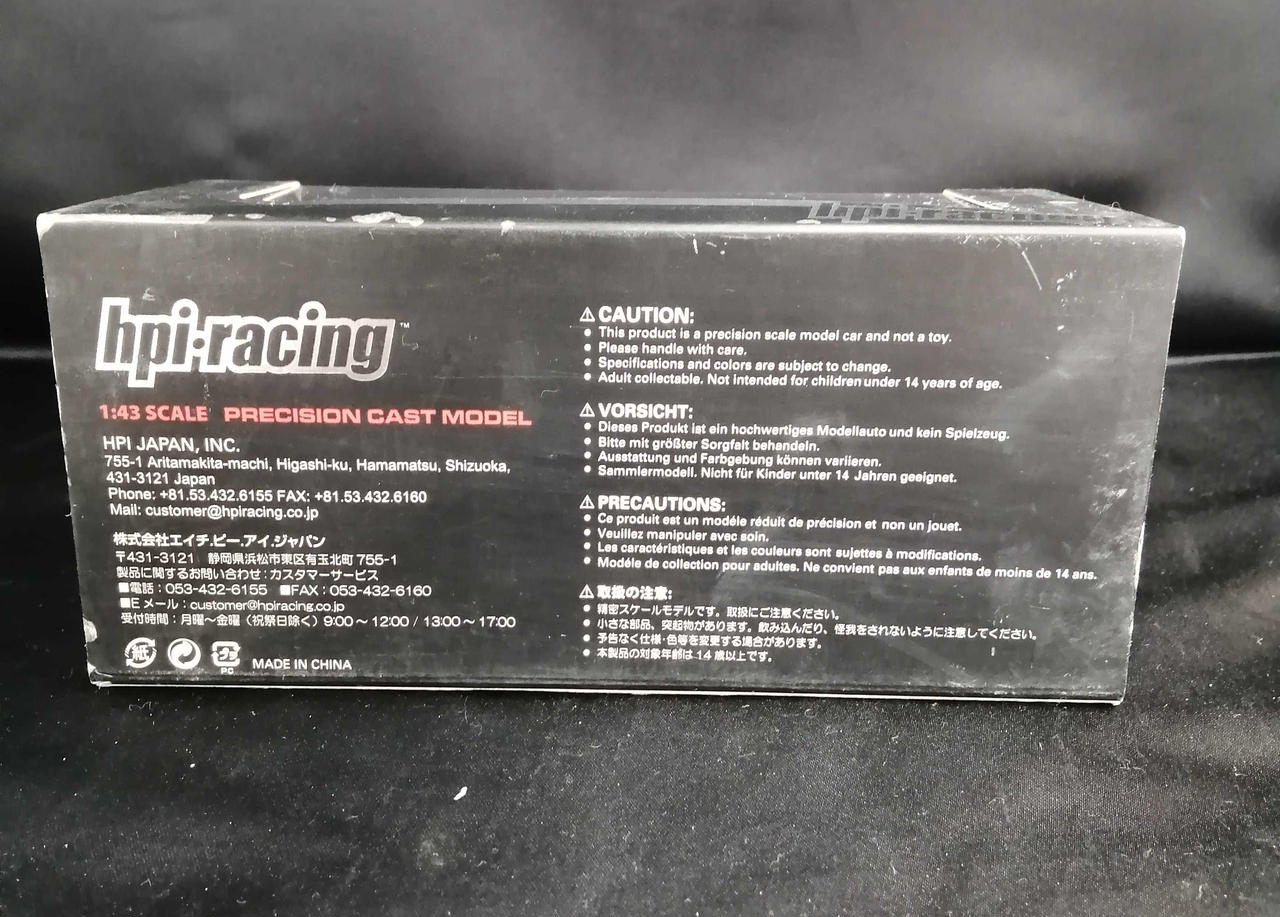 hpi-racing
hpi·racing™
1:43 SCALE PRECISION CAST MODEL
HPI JAPAN, INC.
755-1 Aritamakita-machi, Higashi-ku, Hamamatsu, Shizuoka,
431-3121 Japan
Phone: +81.53.432.6155 FAX: +81.53.432.6160
Mail: customer@hpiracing.co.jp
株式会社エイチ.ピー.アイ.ジャパン
〒431-3121 静岡県浜松市東区有玉北町 755-1
製品に関するお問い合わせ : カスタマーサービス
■電話 : 053-432-6155 ■FAX : 053-432-6160
■E メール : customer@hpiracing.co.jp
受付時間 : 月曜～金曜 (祝祭日除く) 9:00～12:00 / 13:00～17:00
紙
プラ
PC
MADE IN CHINA
⚠CAUTION:
● This product is a precision scale model car and not a toy.
● Please handle with care.
● Specifications and colors are subject to change.
● Adult collectable. Not intended for children under 14 years of age.
⚠VORSICHT:
● Dieses Produkt ist ein hochwertiges Modellauto und kein Spielzeug.
● Bitte mit größter Sorgfalt behandeln.
● Ausstattung und Farbgebung können variieren.
● Sammlermodell. Nicht für Kinder unter 14 Jahren geeignet.
⚠PRECAUTIONS:
● Ce produit est un modéle réduit de précision et non un jouet.
● Veuillez manipuler avec soin.
● Les caractéristiques et les couleurs sont sujettes à modifications.
● Modéle de collection pour adultes. Ne convient pas aux enfants de moins de 14 ans.
⚠取扱の注意:
● 精密スケールモデルです。取扱にご注意ください。
● 小さな部品、突起物があります。飲み込んだり、怪我をされないように注意してください。
● 予告なく仕様・色等を変更する場合があります。
● 本製品の対象年齢は 14 歳以上です。